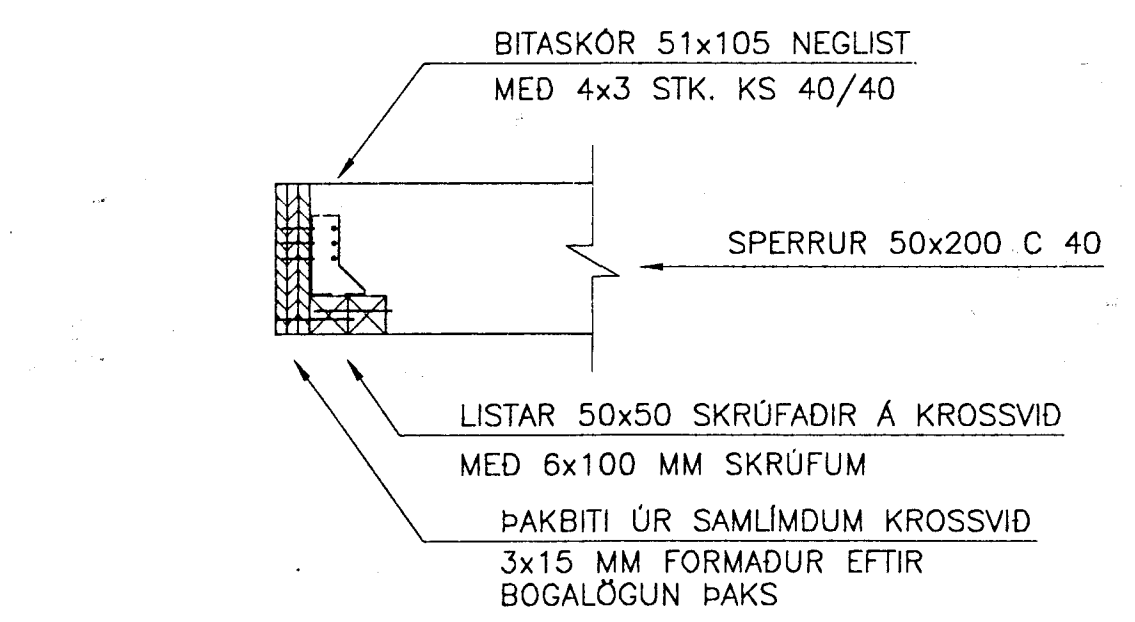 BITASKÓR 51x105 NEGLIST
MEÐ 4x3 STK. KS 40/40
SPERRUR 50x200 C 40
LISTAR 50x50 SKRÚFAÐIR Á KROSSVIÐ
MEÐ 6x100 MM SKRÚFUM
ÞAKBITI ÚR SAMLÍMDUM KROSSVIÐ
3x15 MM FORMAÐUR EFTIR
BOGALÖGUN ÞAKS